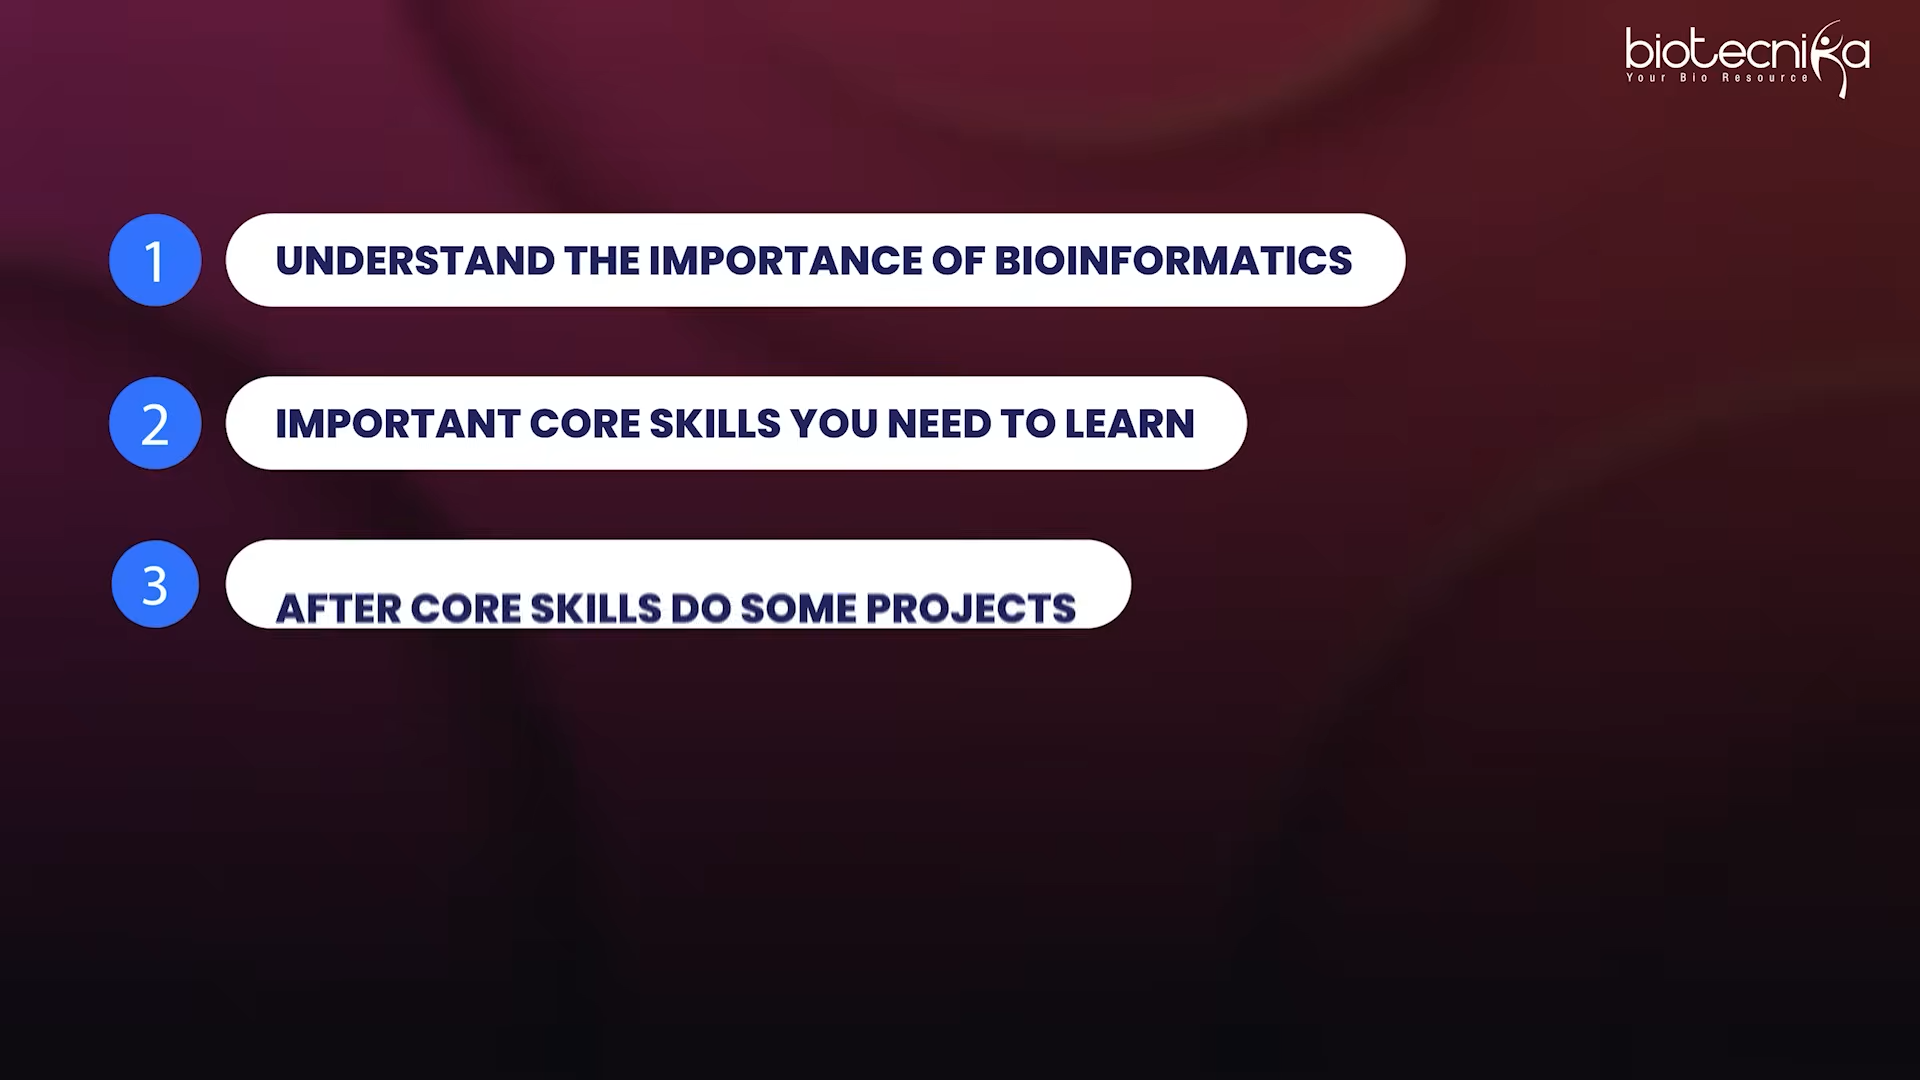 biotecnika
Your Bio Resource
1
UNDERSTAND THE IMPORTANCE OF BIOINFORMATICS
2
IMPORTANT CORE SKILLS YOU NEED TO LEARN
3
AFTER CORE SKILLS DO SOME PROJECTS